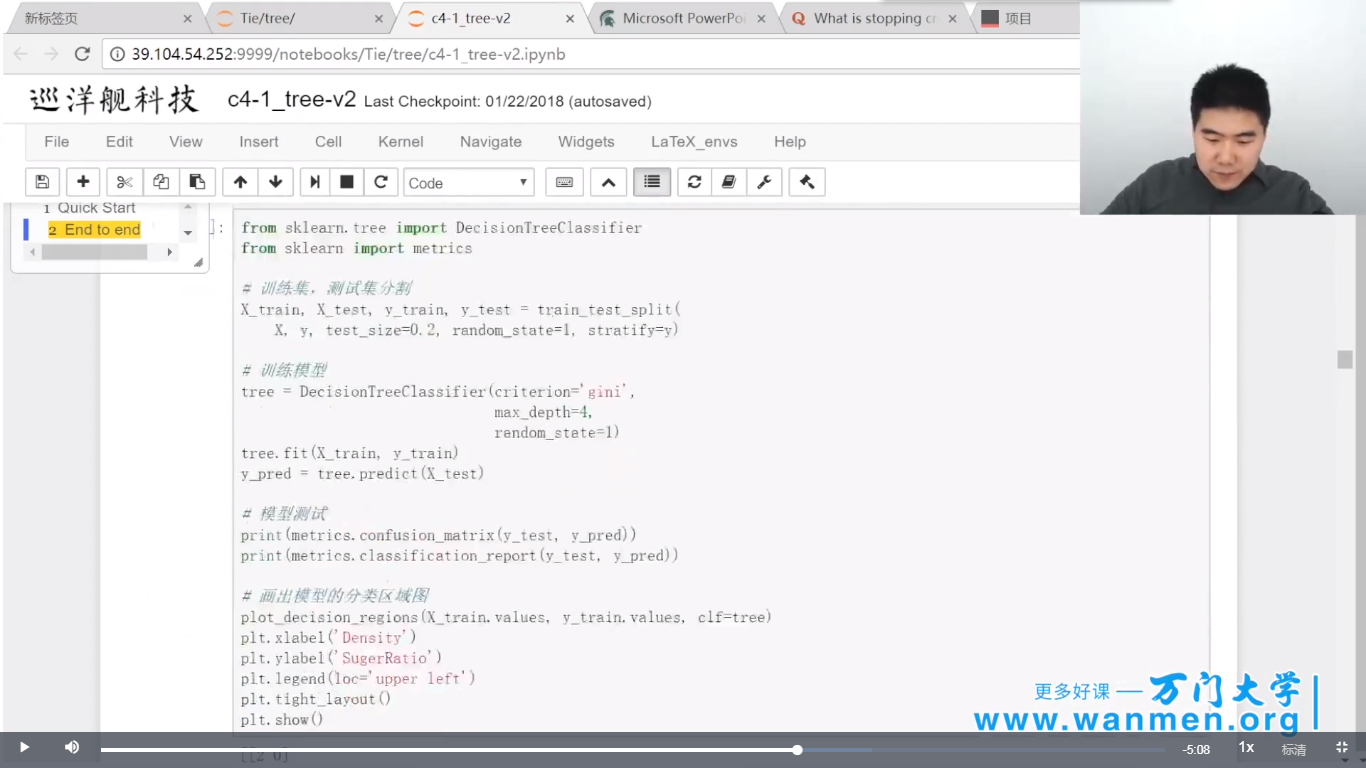 新标签页
Tie/tree/
c4-1_tree-v2
Microsoft PowerPoi
What is stopping cr
项目
39.104.54.252:9999/notebooks/Tie/tree/c4-1_tree-v2.ipynb
巡洋舰科技 c4-1_tree-v2 Last Checkpoint: 01/22/2018 (autosaved)
File Edit View Insert Cell Kernel Navigate Widgets LaTeX_envs Help
Code
1 Quick Start
2 End to end
]:
from sklearn.tree import DecisionTreeClassifier
from sklearn import metrics
# 训练集，测试集分割
X_train, X_test, y_train, y_test = train_test_split(
X, y, test_size=0.2, random_state=1, stratify=y)
# 训练模型
tree = DecisionTreeClassifier(criterion='gini',
max_depth=4,
random_state=1)
tree.fit(X_train, y_train)
y_pred = tree.predict(X_test)
# 模型测试
print(metrics.confusion_matrix(y_test, y_pred))
print(metrics.classification_report(y_test, y_pred))
# 画出模型的分类区域图
plot_decision_regions(X_train.values, y_train.values, clf=tree)
plt.xlabel('Density')
plt.ylabel('SugerRatio')
plt.legend(loc='upper left')
plt.tight_layout()
plt.show()
[[2 0]
更多好课 — 万门大学
www.wanmen.org
-5:08 1x 标清